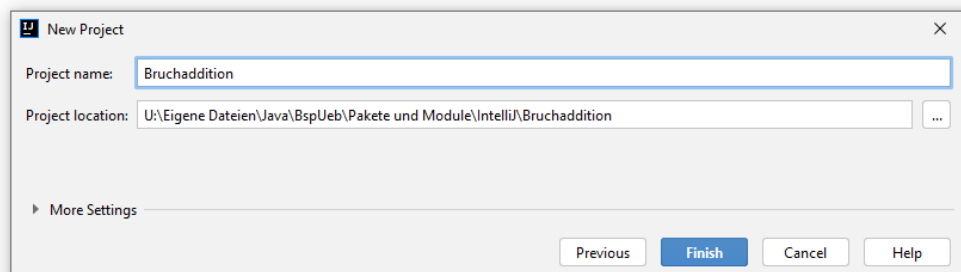 IJ New Project
Project name: Bruchaddition
Project location: U:\Eigene Dateien\Java\BspUeb\Pakete und Module\IntelliJ\Bruchaddition ...
More Settings
Previous Finish Cancel Help